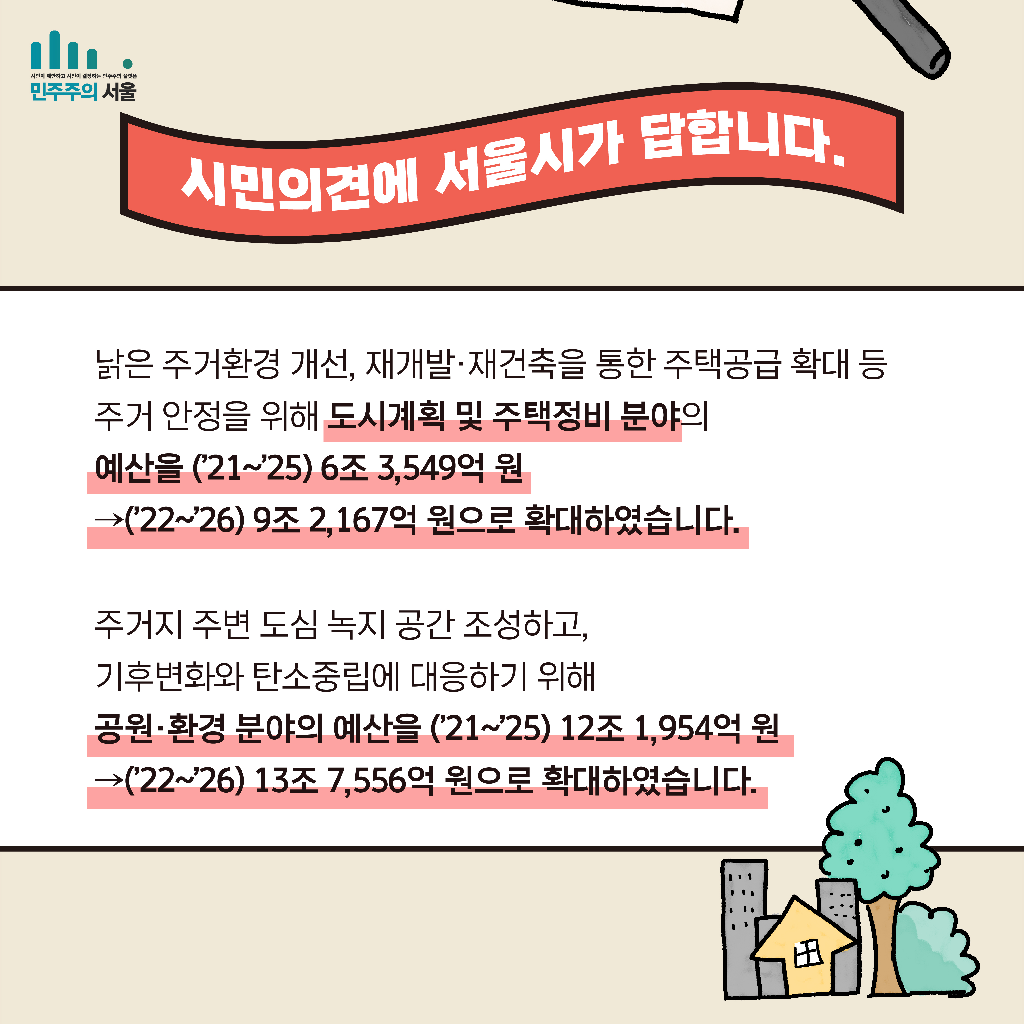 시민이 제안하고 시민이 결정하는 민주주의 플랫폼
민주주의 서울
시민의견에 서울시가 답합니다.
낡은 주거환경 개선, 재개발·재건축을 통한 주택공급 확대 등
주거 안정을 위해 도시계획 및 주택정비 분야의
예산을 (’21~’25) 6조 3,549억 원
→(’22~’26) 9조 2,167억 원으로 확대하였습니다.
주거지 주변 도심 녹지 공간 조성하고,
기후변화와 탄소중립에 대응하기 위해
공원·환경 분야의 예산을 (’21~’25) 12조 1,954억 원
→(’22~’26) 13조 7,556억 원으로 확대하였습니다.